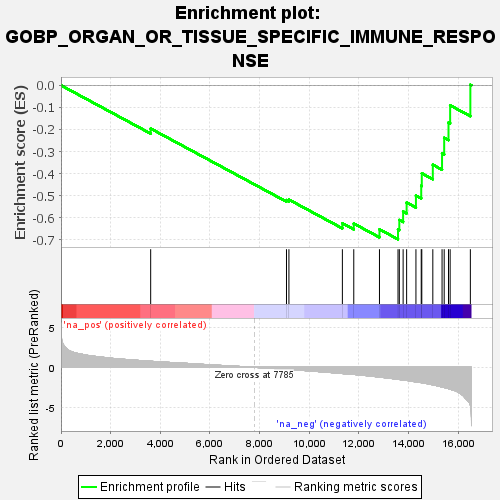 Enrichment plot:
GOBP_ORGAN_OR_TISSUE_SPECIFIC_IMMUNE_RESPO
NSE
Enrichment score (ES)
0.0
-0.1
-0.2
-0.3
-0.4
-0.5
-0.6
-0.7
'na_pos' (positively correlated)
Ranked list metric (PreRanked)
5
0
-5
Zero cross at 7785
'na_neg' (negatively correlated)
0
2,000
4,000
6,000
8,000
10,000
12,000
14,000
16,000
Rank in Ordered Dataset
Enrichment profile
Hits
Ranking metric scores